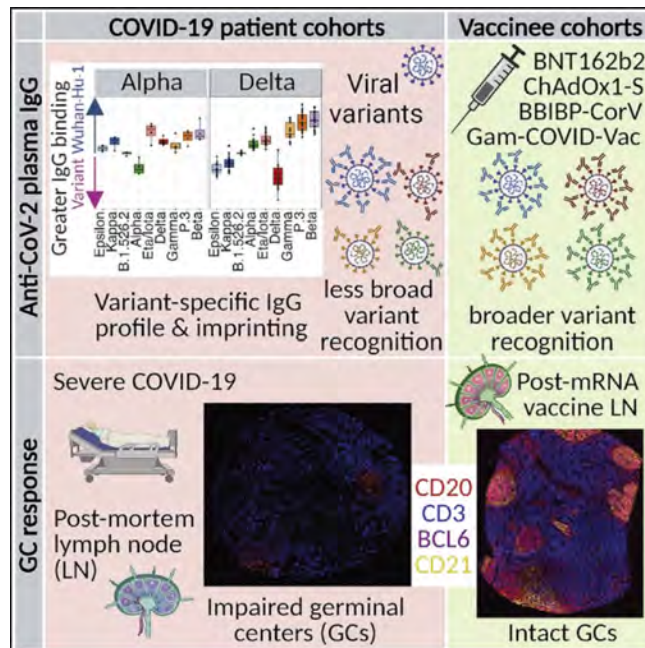 COVID-19 patient cohorts
Vaccinee cohorts
Anti-CoV-2 plasma IgG
Greater IgG binding
Variant
Wuhan-Hu-1
Alpha
Delta
Epsilon
Kappa
B.1.526.2
Alpha
Eta/Iota
Delta
Gamma
P.3
Beta
Epsilon
Kappa
B.1.526.2
Alpha
Eta/Iota
Delta
Gamma
P.3
Beta
Variant-specific IgG
profile & imprinting
Viral
variants
less broad
variant
recognition
BNT162b2
ChAdOx1-S
BBIBP-CorV
Gam-COVID-Vac
broader variant
recognition
GC response
Severe COVID-19
Post-mortem
lymph node
(LN)
Impaired germinal
centers (GCs)
CD20
CD3
BCL6
CD21
Post-mRNA
vaccine LN
Intact GCs